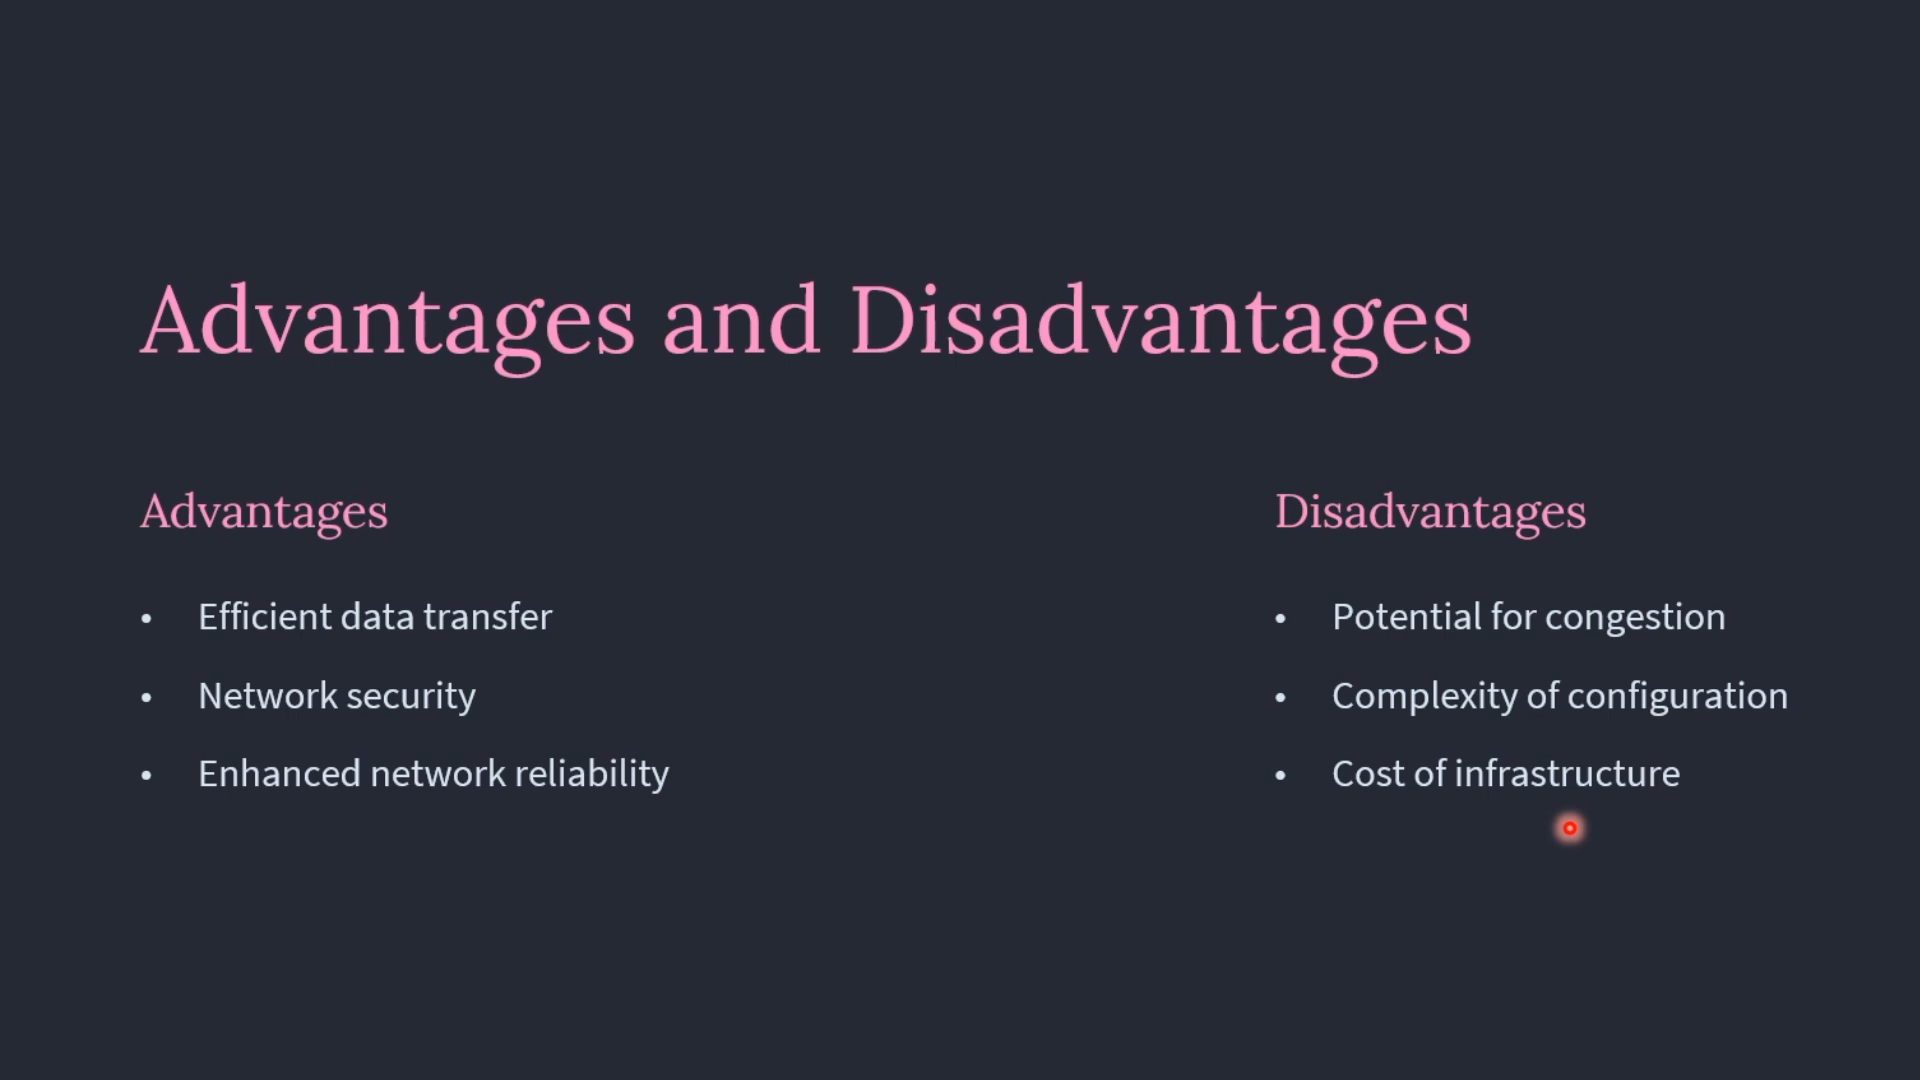 Advantages and Disadvantages
Advantages
• Efficient data transfer
• Network security
• Enhanced network reliability
Disadvantages
• Potential for congestion
• Complexity of configuration
• Cost of infrastructure